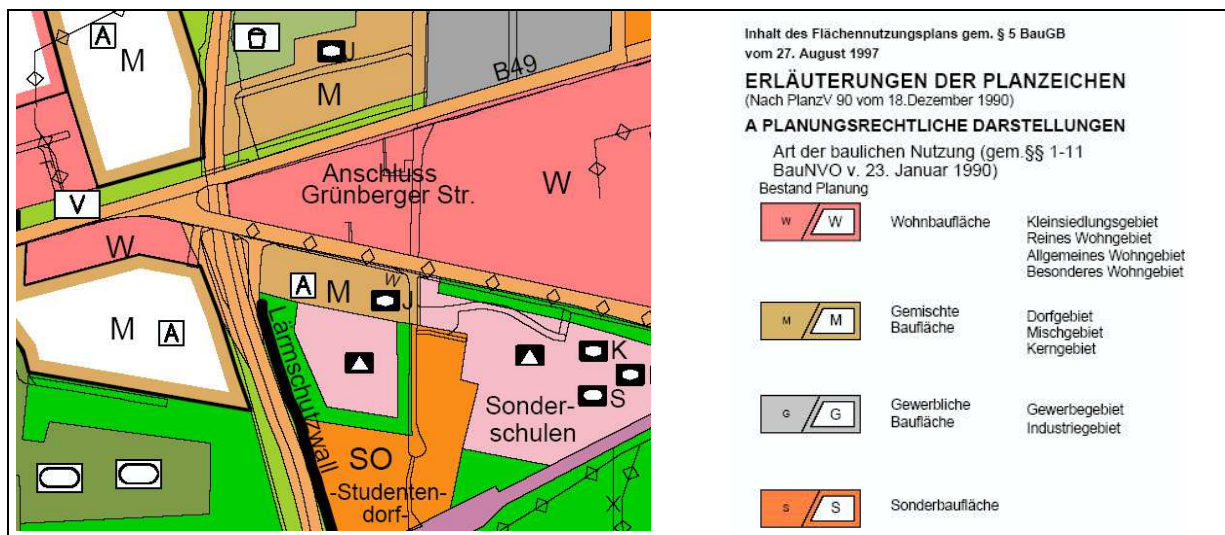 A
M
J
M
B49
Anschluss
Grünberger Str.
W
V
W
A
M
W
J
M
A
Lärmschutzwall
K
S
Sonder-
schulen
SO
-Studenten-
dorf-
Inhalt des Flächennutzungsplans gem. § 5 BauGB
vom 27. August 1997
ERLÄUTERUNGEN DER PLANZEICHEN
(Nach PlanzV 90 vom 18.Dezember 1990)
A PLANUNGSRECHTLICHE DARSTELLUNGEN
Art der baulichen Nutzung (gem.§§ 1-11
BauNVO v. 23. Januar 1990)
Bestand Planung
W W Wohnbaufläche Kleinsiedlungsgebiet
Reines Wohngebiet
Allgemeines Wohngebiet
Besonderes Wohngebiet
M M Gemischte Baufläche Dorfgebiet
Mischgebiet
Kerngebiet
G G Gewerbliche Baufläche Gewerbegebiet
Industriegebiet
S S Sonderbaufläche